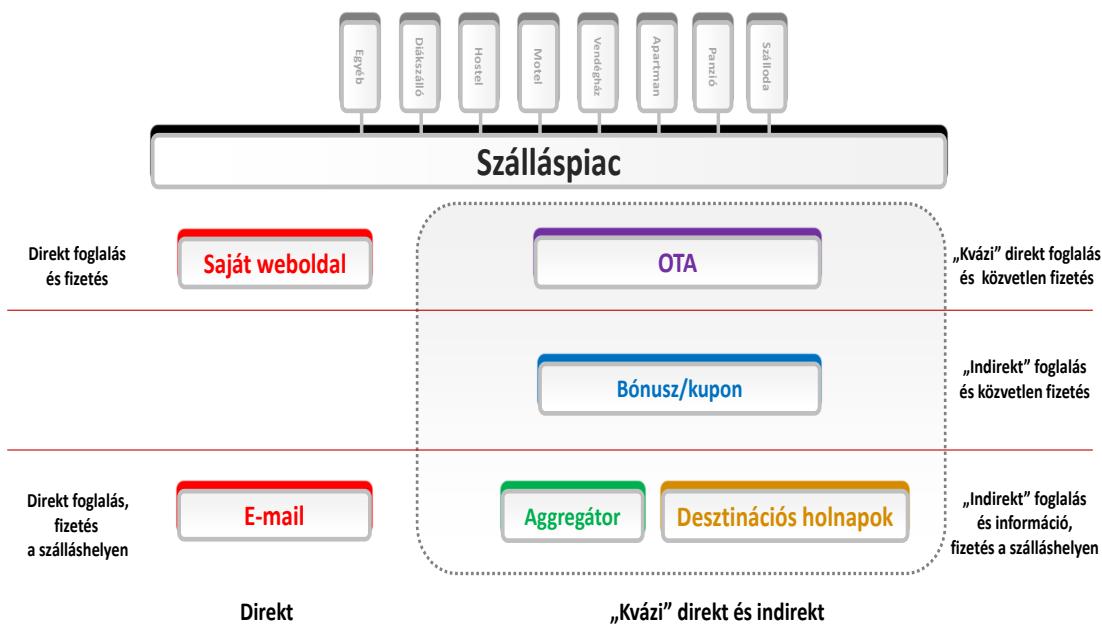 Egyéb
Diákszálló
Hostel
Motel
Vendégház
Apartman
Panzió
Szálloda
Szálláspiac
Direkt foglalás
és fizetés
Saját weboldal
OTA
„Kvázi” direkt foglalás
és közvetlen fizetés
Bónusz/kupon
„Indirekt” foglalás
és közvetlen fizetés
Direkt foglalás,
fizetés
a szálláshelyen
E-mail
Aggregátor
Desztinációs holnapok
„Indirekt” foglalás
és információ,
fizetés a szálláshelyen
Direkt
„Kvázi” direkt és indirekt